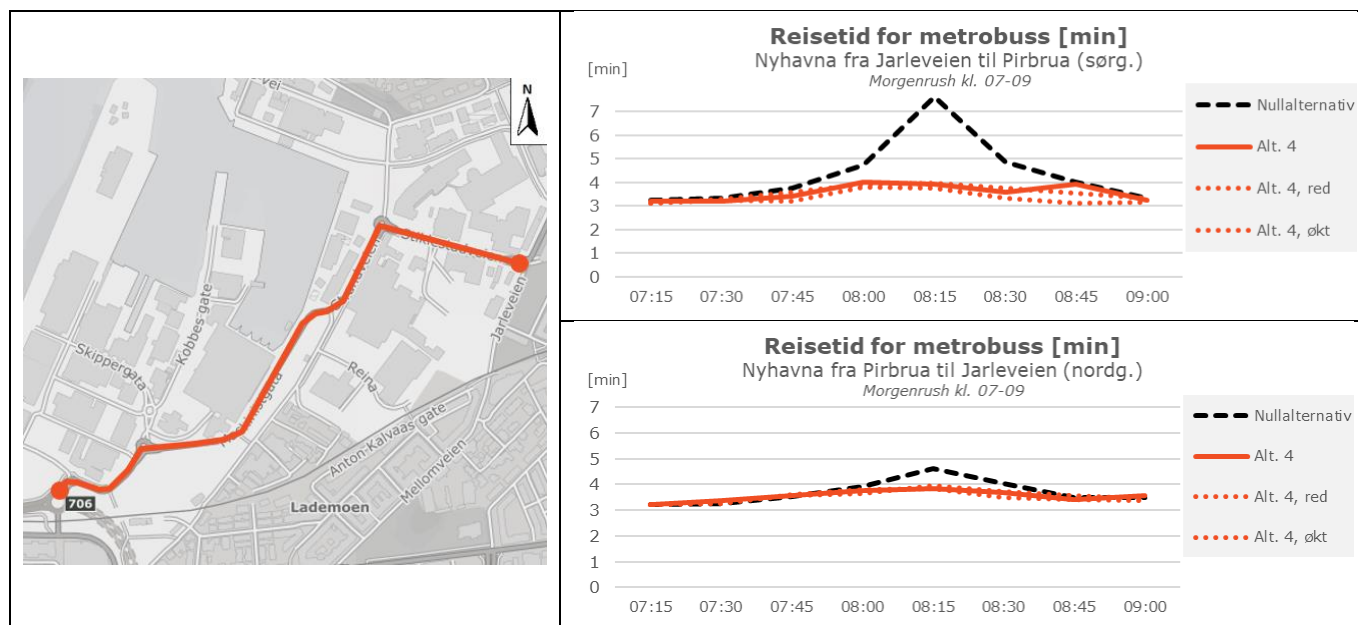 N
Kobbes gate
Skippergata
Stiklestadveien
Strandveien
Jarleveien
Reina
Anton-Kalvaas gate
Mellomveien
Lademoen
706
Reisetid for metrobuss [min]
Nyhavna fra Jarleveien til Pirbrua (sørg.)
Morgenrush kl. 07-09
[min]
7
6
5
4
3
2
1
0
07:15 07:30 07:45 08:00 08:15 08:30 08:45 09:00
Nullalternativ
Alt. 4
Alt. 4, red
Alt. 4, økt
Reisetid for metrobuss [min]
Nyhavna fra Pirbrua til Jarleveien (nordg.)
Morgenrush kl. 07-09
[min]
7
6
5
4
3
2
1
0
07:15 07:30 07:45 08:00 08:15 08:30 08:45 09:00
Nullalternativ
Alt. 4
Alt. 4, red
Alt. 4, økt